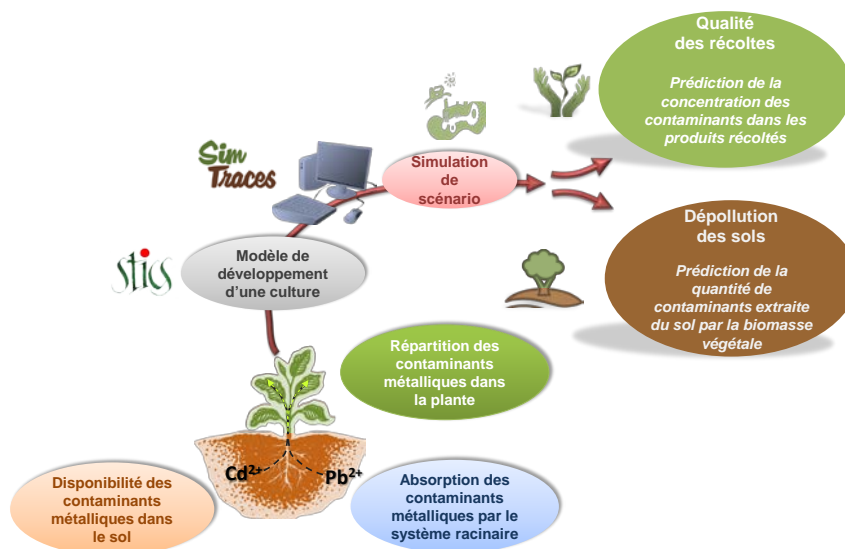 Qualité
des récoltes
Prédiction de la
concentration des
contaminants dans les
produits récoltés
Sim
Traces
Simulation
de
scénario
Dépollution
des sols
Prédiction de la
quantité de
contaminants extraite
du sol par la biomasse
végétale
stics
Modèle de
développement
d'une culture
Répartition des
contaminants
métalliques dans
la plante
Cd2+
Pb2+
Disponibilité des
contaminants
métalliques dans
le sol
Absorption des
contaminants
métalliques par le
système racinaire